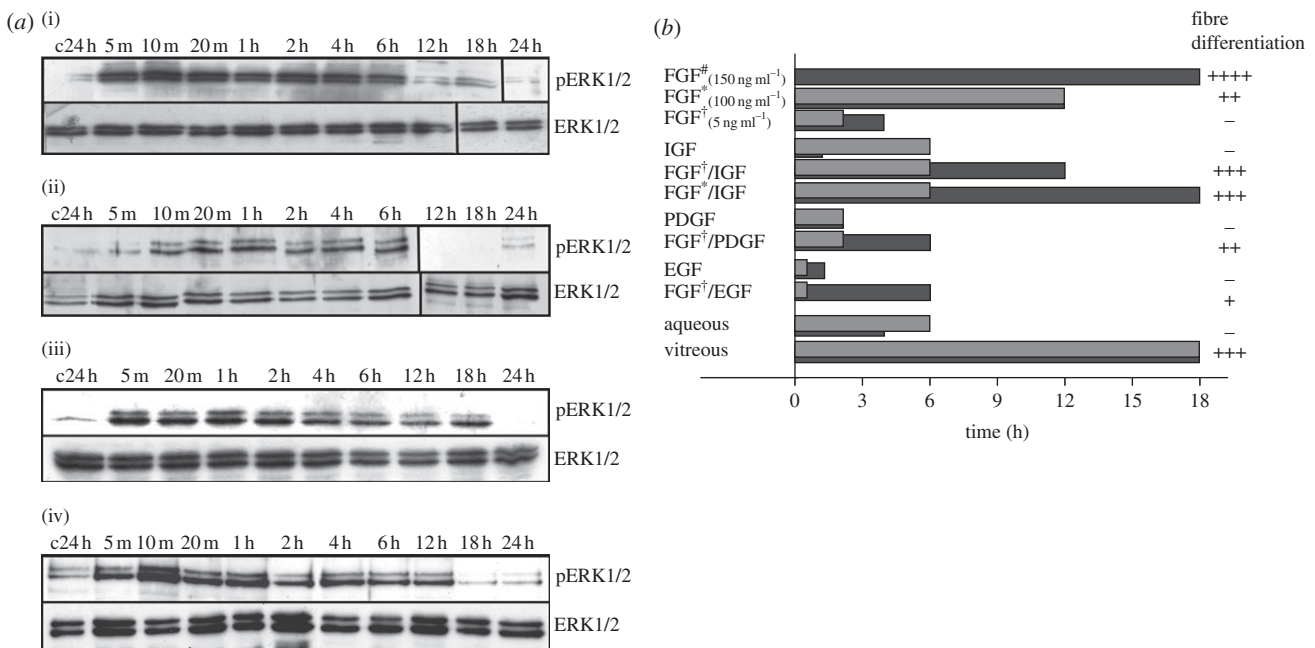 (a) (i)
c24 h 5 m 10 m 20 m 1 h 2 h 4 h 6 h 12 h 18 h 24 h
pERK1/2
ERK1/2
(ii)
c24 h 5 m 10 m 20 m 1 h 2 h 4 h 6 h 12 h 18 h 24 h
pERK1/2
ERK1/2
(iii)
c24 h 5 m 20 m 1 h 2 h 4 h 6 h 12 h 18 h 24 h
pERK1/2
ERK1/2
(iv)
c24 h 5 m 10 m 20 m 1 h 2 h 4 h 6 h 12 h 18 h 24 h
pERK1/2
ERK1/2
(b)
fibre
differentiation
FGF# (150 ng ml⁻¹) ++++
FGF* (100 ng ml⁻¹) ++
FGF† (5 ng ml⁻¹) –
IGF –
FGF†/IGF +++
FGF*/IGF +++
PDGF –
FGF†/PDGF ++
EGF –
FGF†/EGF +
aqueous –
vitreous +++
0 3 6 9 12 15 18
time (h)